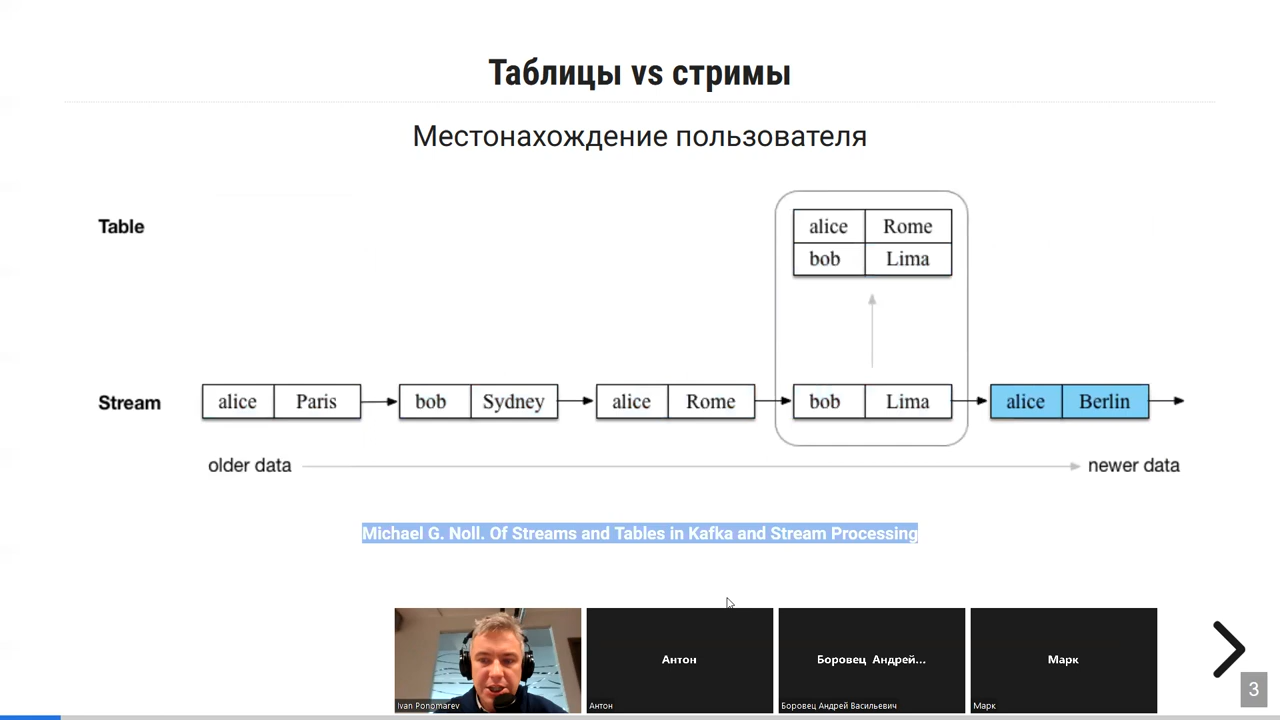 Таблицы vs стримы
Местонахождение пользователя
Table
alice Rome
bob Lima
Stream
alice Paris
bob Sydney
alice Rome
bob Lima
alice Berlin
older data
newer data
Michael G. Noll. Of Streams and Tables in Kafka and Stream Processing
Антон
Боровец Андрей...
Марк
Ivan Ponomarev
Антон
Боровец Андрей Васильевич
Марк
3